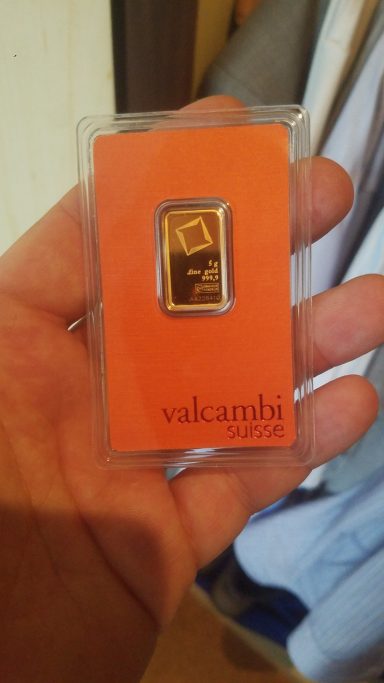 5 g
fine gold
999,9
valcambi
suisse